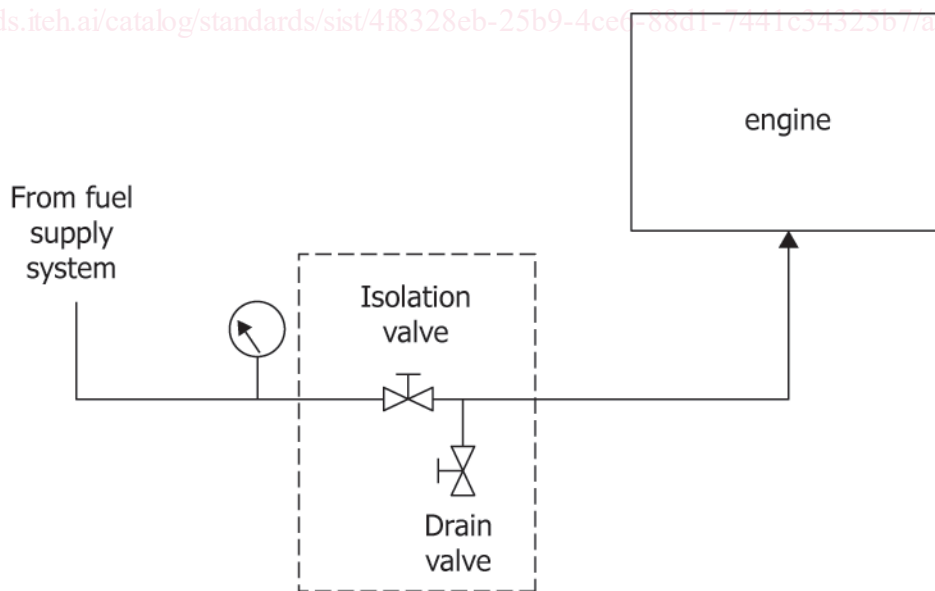 ds.iteh.ai/catalog/standards/sist/4f8328eb-25b9-4ce6-88d1-7441c34325b7/a
engine
From fuel
supply
system
Isolation
valve
Drain
valve